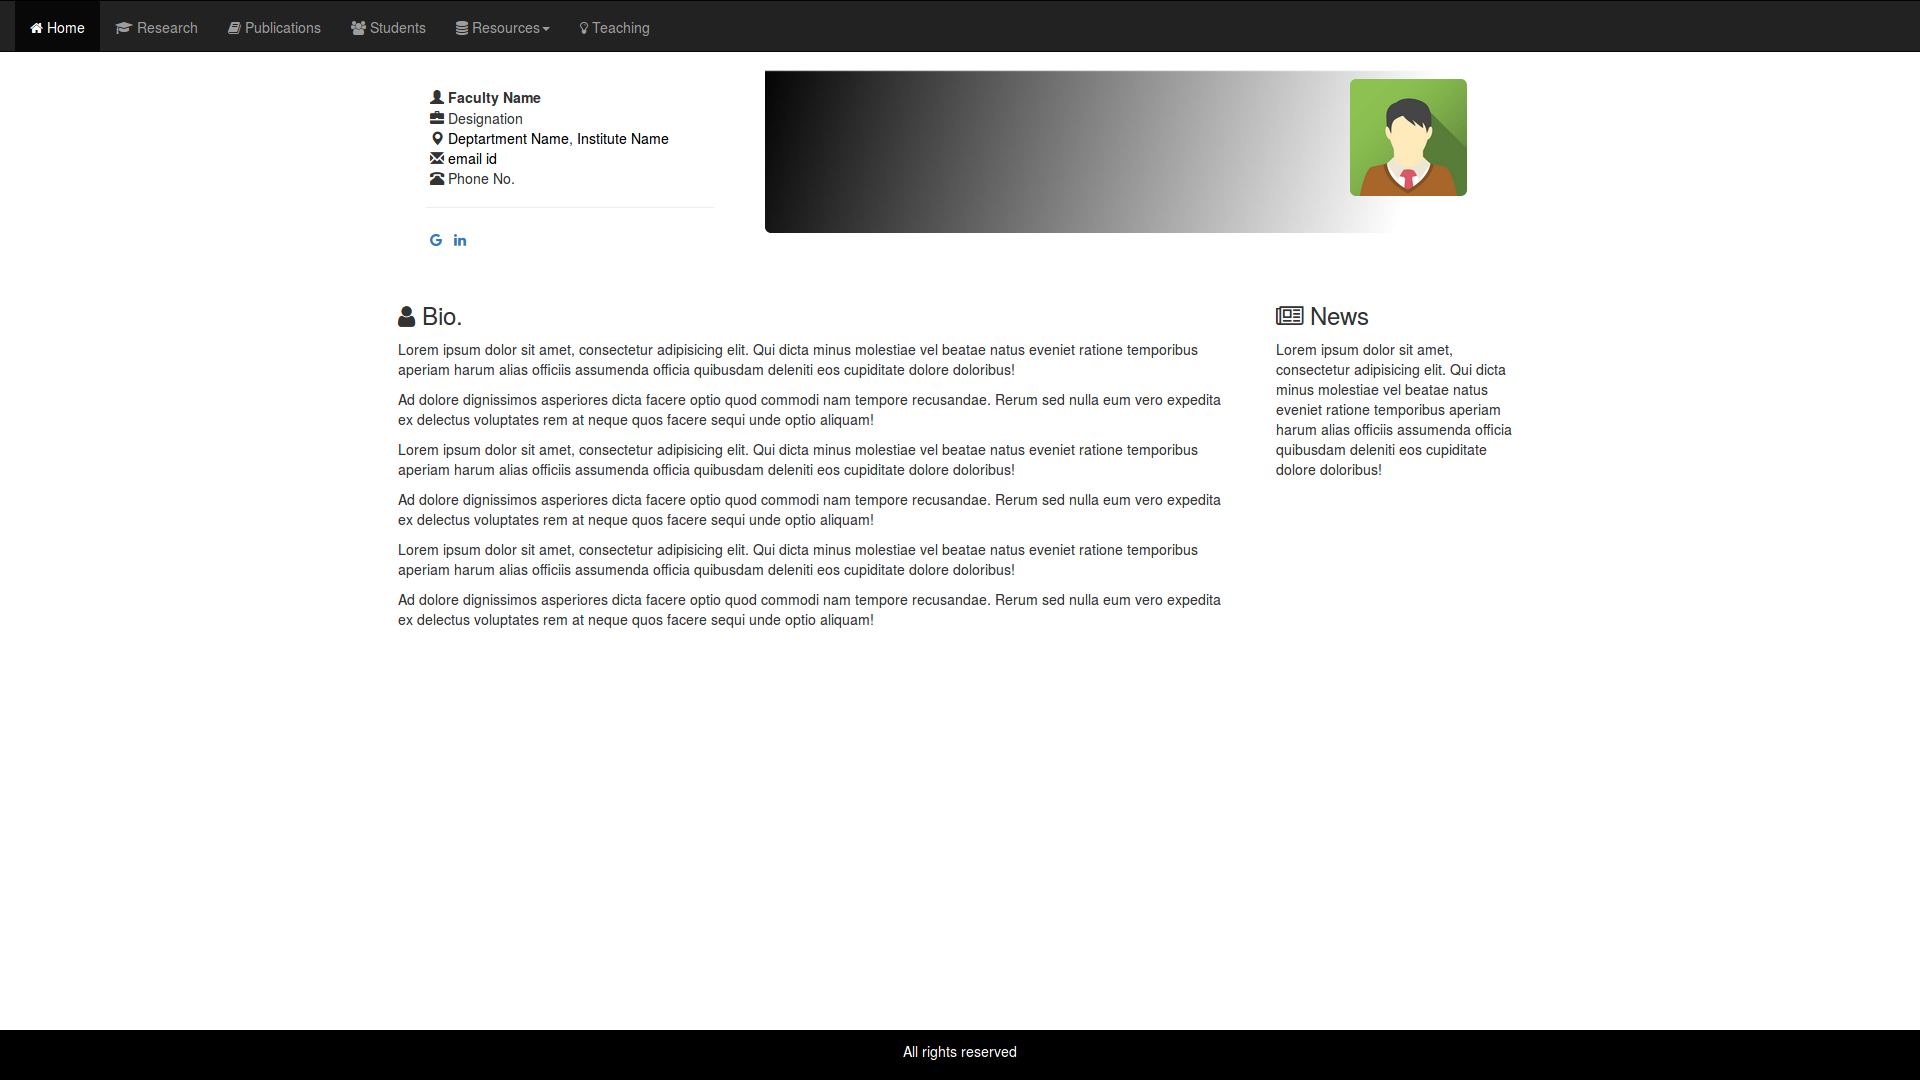 Home Research Publications Students Resources Teaching
Faculty Name
Designation
Deptartment Name, Institute Name
email id
Phone No.
Bio.
Lorem ipsum dolor sit amet, consectetur adipisicing elit. Qui dicta minus molestiae vel beatae natus eveniet ratione temporibus
aperiam harum alias officiis assumenda officia quibusdam deleniti eos cupiditate dolore doloribus!
Ad dolore dignissimos asperiores dicta facere optio quod commodi nam tempore recusandae. Rerum sed nulla eum vero expedita
ex delectus voluptates rem at neque quos facere sequi unde optio aliquam!
Lorem ipsum dolor sit amet, consectetur adipisicing elit. Qui dicta minus molestiae vel beatae natus eveniet ratione temporibus
aperiam harum alias officiis assumenda officia quibusdam deleniti eos cupiditate dolore doloribus!
Ad dolore dignissimos asperiores dicta facere optio quod commodi nam tempore recusandae. Rerum sed nulla eum vero expedita
ex delectus voluptates rem at neque quos facere sequi unde optio aliquam!
Lorem ipsum dolor sit amet, consectetur adipisicing elit. Qui dicta minus molestiae vel beatae natus eveniet ratione temporibus
aperiam harum alias officiis assumenda officia quibusdam deleniti eos cupiditate dolore doloribus!
Ad dolore dignissimos asperiores dicta facere optio quod commodi nam tempore recusandae. Rerum sed nulla eum vero expedita
ex delectus voluptates rem at neque quos facere sequi unde optio aliquam!
News
Lorem ipsum dolor sit amet,
consectetur adipisicing elit. Qui dicta
minus molestiae vel beatae natus
eveniet ratione temporibus aperiam
harum alias officiis assumenda officia
quibusdam deleniti eos cupiditate
dolore doloribus!
All rights reserved